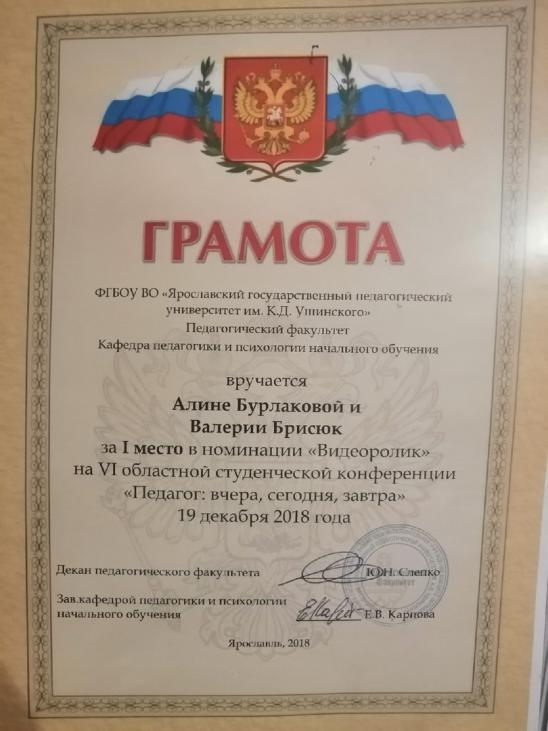 ГРАМОТА
ФГБОУ ВО «Ярославский государственный педагогический
университет им. К.Д. Ушинского»
Педагогический факультет
Кафедра педагогики и психологии начального обучения
вручается
Алине Бурлаковой и
Валерии Брисюк
за I место в номинации «Видеоролик»
на VI областной студенческой конференции
«Педагог: вчера, сегодня, завтра»
19 декабря 2018 года
Декан педагогического факультета Ю.Н. Слепко
Зав.кафедрой педагогики и психологии
начального обучения Е.В. Карпова
Ярославль, 2018